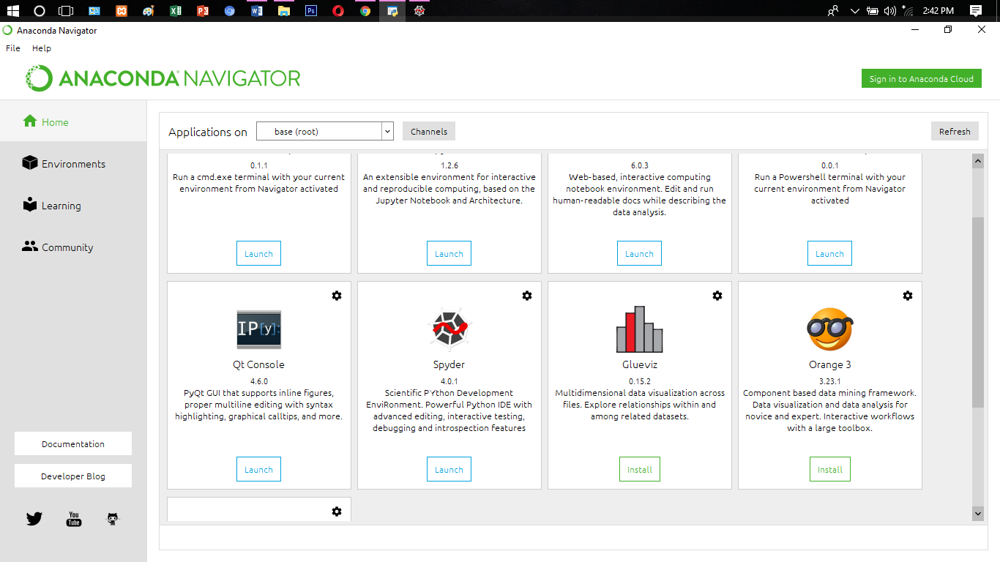 2:42 PM
Anaconda Navigator
File Help
ANACONDA NAVIGATOR
Sign in to Anaconda Cloud
Home
Environments
Learning
Community
Documentation
Developer Blog
You
Tube
Applications on
base (root)
Channels
Refresh
0.1.1
Run a cmd.exe terminal with your current
environment from Navigator activated
Launch
1.2.6
An extensible environment for interactive
and reproducible computing, based on the
Jupyter Notebook and Architecture.
Launch
6.0.3
Web-based, interactive computing
notebook environment. Edit and run
human-readable docs while describing the
data analysis.
Launch
0.0.1
Run a Powershell terminal with your
current environment from Navigator
activated
Launch
IP[y]:
Qt Console
4.6.0
PyQt GUI that supports inline figures,
proper multiline editing with syntax
highlighting, graphical calltips, and more.
Launch
Spyder
4.0.1
Scientific PYthon Development
EnviRonment. Powerful Python IDE with
advanced editing, interactive testing,
debugging and introspection features
Launch
Glueviz
0.15.2
Multidimensional data visualization across
files. Explore relationships within and
among related datasets.
Install
Orange 3
3.23.1
Component based data mining framework.
Data visualization and data analysis for
novice and expert. Interactive workflows
with a large toolbox.
Install